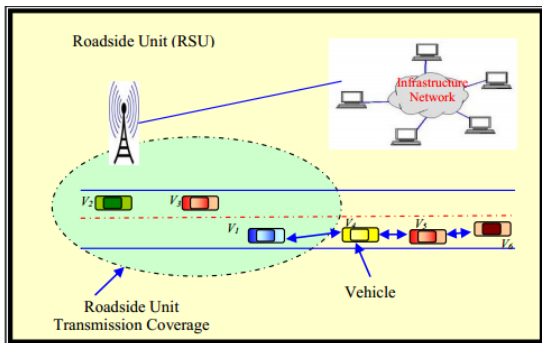 Roadside Unit (RSU)
Infrastructure
Network
V2
V3
V1
V4
V5
V6
Vehicle
Roadside Unit
Transmission Coverage